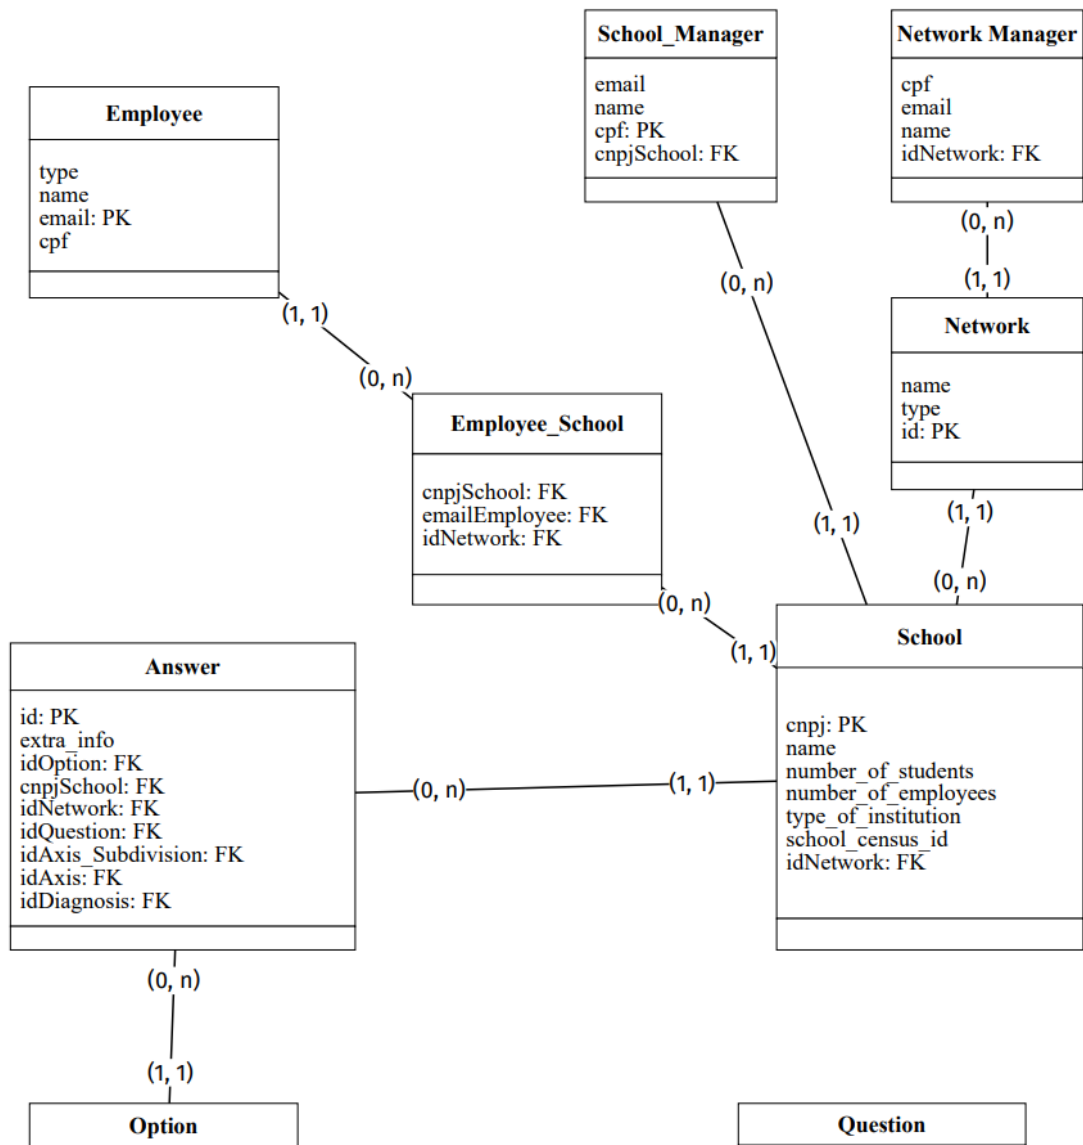 School_Manager
email
name
cpf: PK
cnpjSchool: FK
Network Manager
cpf
email
name
idNetwork: FK
Employee
type
name
email: PK
cpf
(0, n)
(0, n)
(1, 1)
(1, 1)
(0, n)
Network
name
type
id: PK
Employee_School
cnpjSchool: FK
emailEmployee: FK
idNetwork: FK
(1, 1)
(1, 1)
(0, n)
(0, n)
(1, 1)
School
cnpj: PK
name
number_of_students
number_of_employees
type_of_institution
school_census_id
idNetwork: FK
Answer
id: PK
extra_info
idOption: FK
cnpjSchool: FK
idNetwork: FK
idQuestion: FK
idAxis_Subdivision: FK
idAxis: FK
idDiagnosis: FK
(0, n)
(1, 1)
(0, n)
(1, 1)
Option
Question